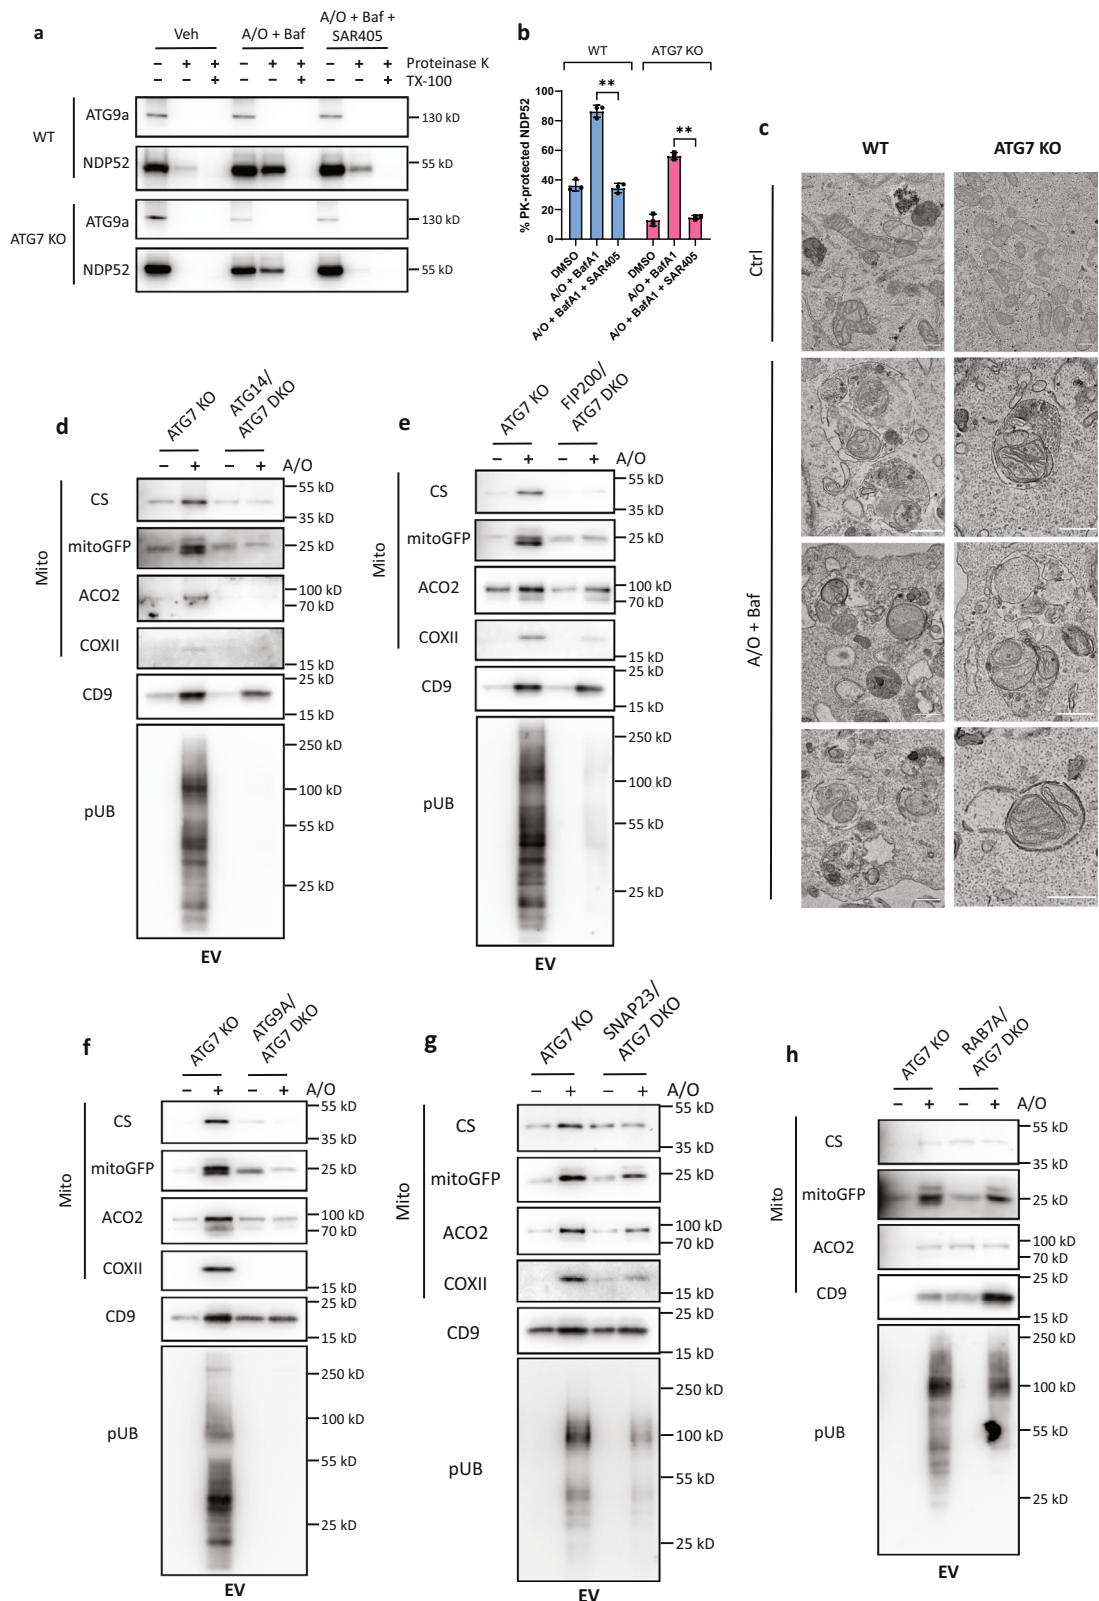 a
Veh
A/O + Baf
A/O + Baf +
SAR405
− + + − + + − + + Proteinase K
− − + − − + − − + TX-100
WT
ATG9a
130 kD
NDP52
55 kD
ATG7 KO
ATG9a
130 kD
NDP52
55 kD
b
WT
ATG7 KO
% PK-protected NDP52
100
80
60
40
20
0
**
**
DMSO
A/O + BafA1
A/O + BafA1 + SAR405
DMSO
A/O + BafA1
A/O + BafA1 + SAR405
c
WT
ATG7 KO
Ctrl
A/O + Baf
d
ATG7 KO
ATG14/
ATG7 DKO
− + − + A/O
Mito
CS
55 kD
35 kD
mitoGFP
25 kD
ACO2
100 kD
70 kD
COXII
15 kD
CD9
25 kD
15 kD
pUB
250 kD
100 kD
55 kD
25 kD
EV
e
ATG7 KO
FIP200/
ATG7 DKO
− + − + A/O
Mito
CS
55 kD
35 kD
mitoGFP
25 kD
ACO2
100 kD
70 kD
COXII
15 kD
CD9
25 kD
15 kD
pUB
250 kD
100 kD
55 kD
25 kD
EV
f
ATG7 KO
ATG9A/
ATG7 DKO
− + − + A/O
Mito
CS
55 kD
35 kD
mitoGFP
25 kD
ACO2
100 kD
70 kD
COXII
15 kD
CD9
25 kD
15 kD
pUB
250 kD
100 kD
55 kD
25 kD
EV
g
ATG7 KO
SNAP23/
ATG7 DKO
− + − + A/O
Mito
CS
55 kD
35 kD
mitoGFP
25 kD
ACO2
100 kD
70 kD
COXII
15 kD
CD9
25 kD
15 kD
pUB
250 kD
100 kD
55 kD
25 kD
EV
h
ATG7 KO
RAB7A/
ATG7 DKO
− + − + A/O
Mito
CS
55 kD
35 kD
mitoGFP
25 kD
ACO2
100 kD
70 kD
CD9
25 kD
15 kD
pUB
250 kD
100 kD
55 kD
25 kD
EV